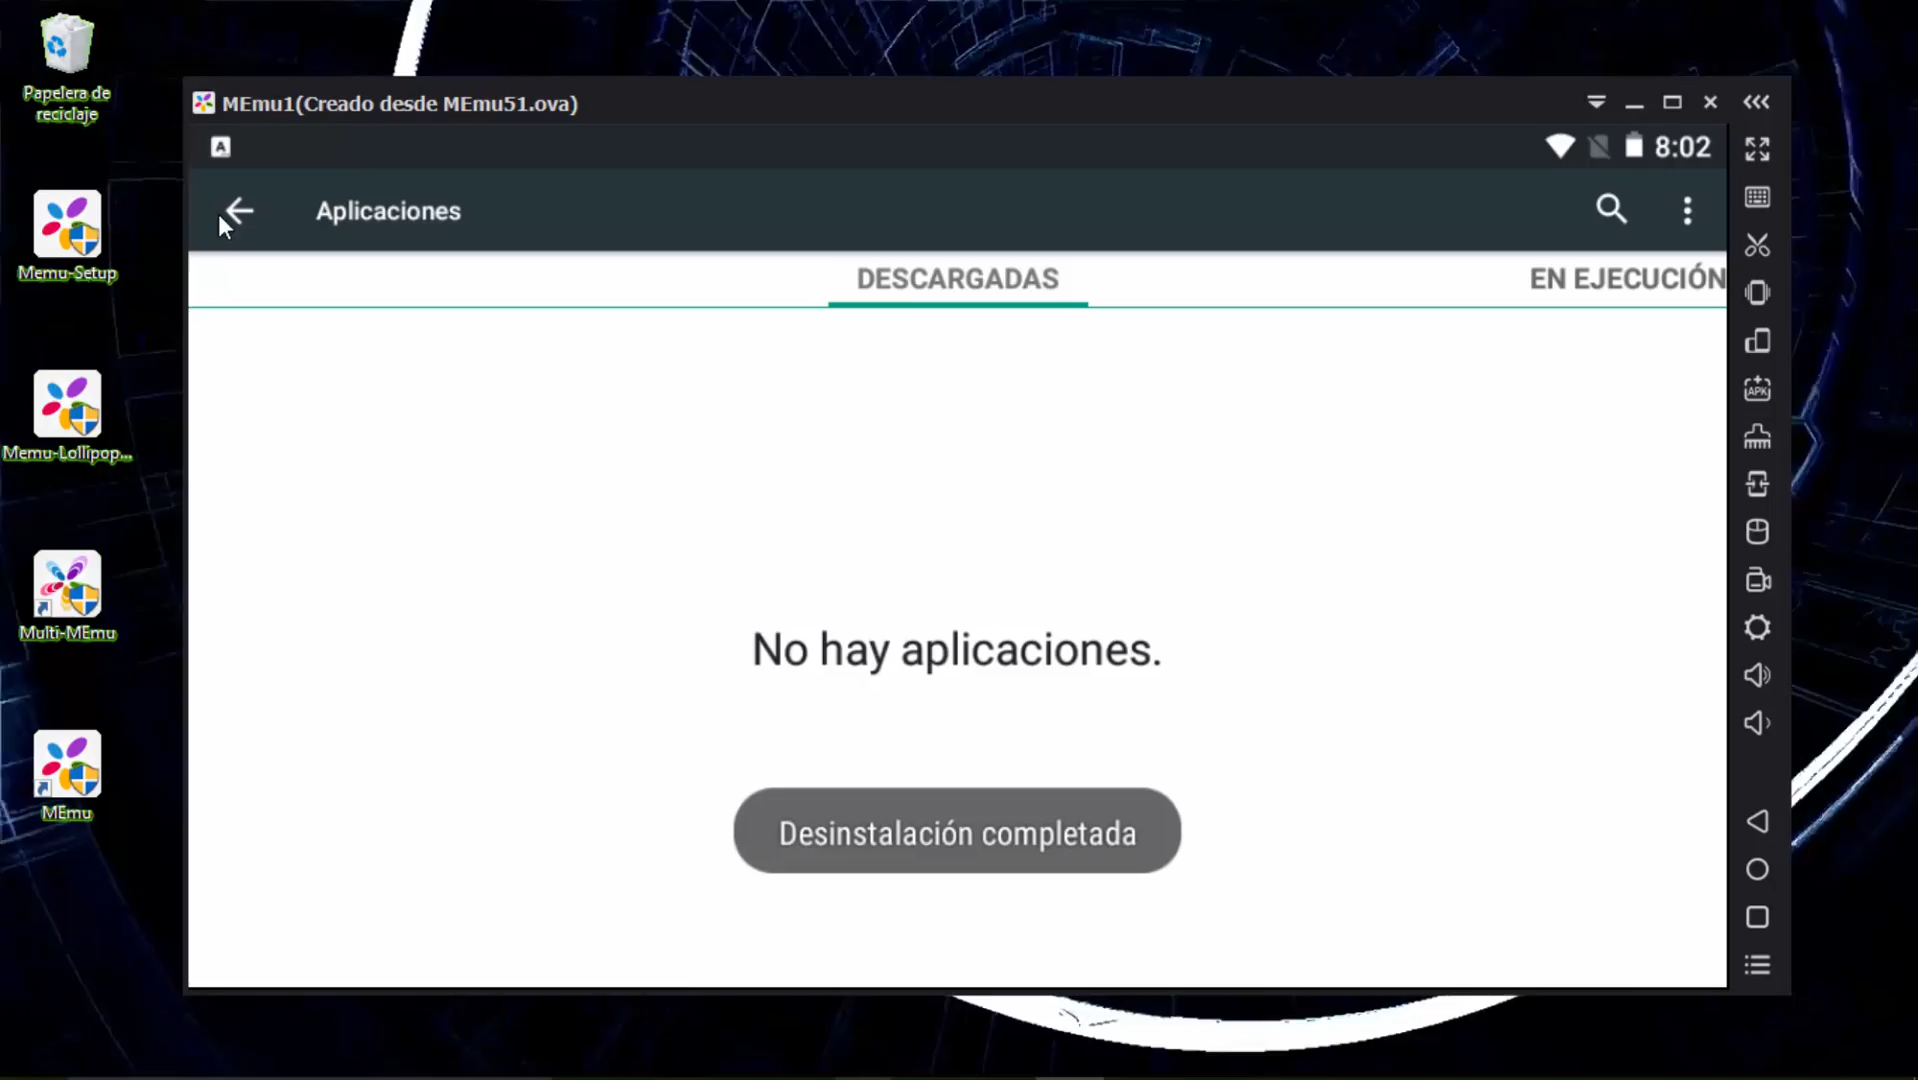 Papelera de
reciclaje
Memu-Setup
Memu-Lollipop...
Multi-MEmu
MEmu
MEmu1(Creado desde MEmu51.ova)
A
8:02
Aplicaciones
DESCARGADAS
EN EJECUCIÓN
No hay aplicaciones.
Desinstalación completada
APK